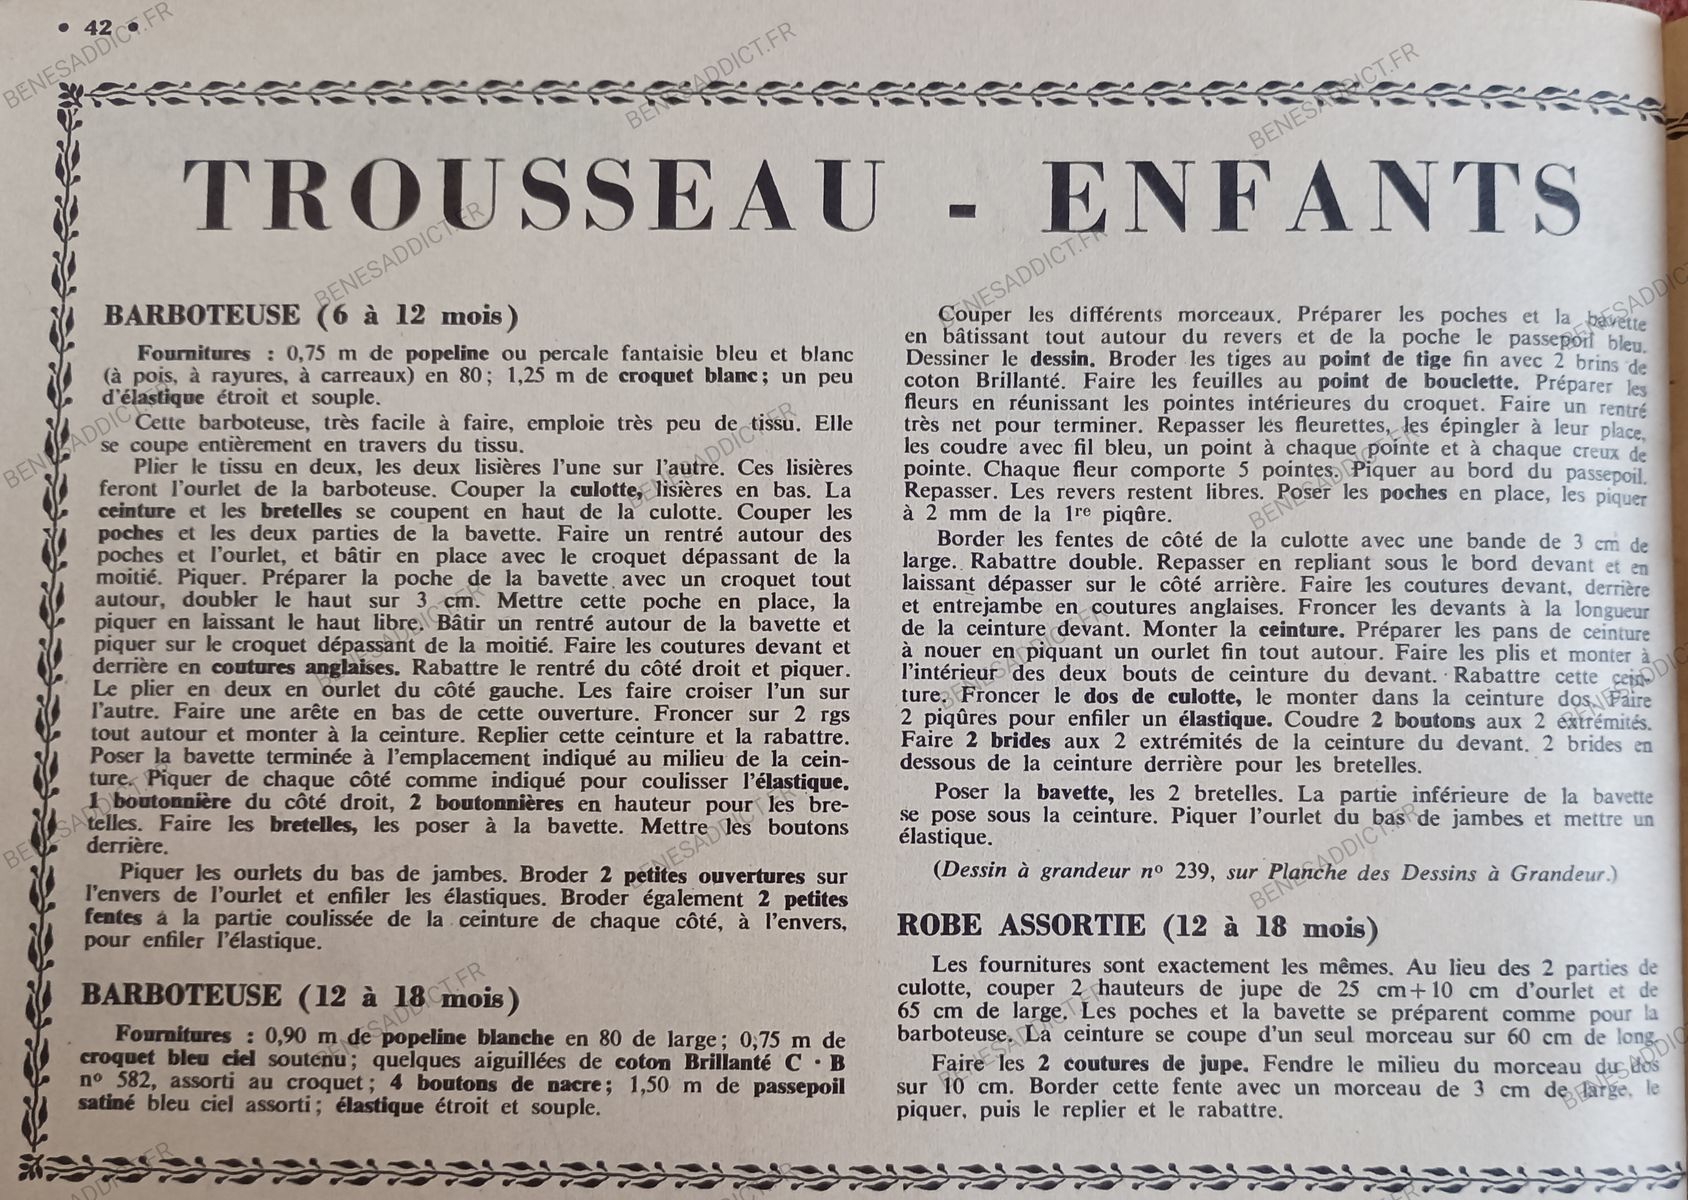 • 42 •
TROUSSEAU - ENFANTS
BARBOTEUSE (6 à 12 mois)
Fournitures : 0,75 m de popeline ou percale fantaisie bleu et blanc
(à pois, à rayures, à carreaux) en 80 ; 1,25 m de croquet blanc ; un peu
d'élastique étroit et souple.
Cette barboteuse, très facile à faire, emploie très peu de tissu. Elle
se coupe entièrement en travers du tissu.
Plier le tissu en deux, les deux lisières l'une sur l'autre. Ces lisières
feront l'ourlet de la barboteuse. Couper la culotte, lisières en bas. La
ceinture et les bretelles se coupent en haut de la culotte. Couper les
poches et les deux parties de la bavette. Faire un rentré autour des
poches et l'ourlet, et bâtir en place avec le croquet dépassant de la
moitié. Piquer. Préparer la poche de la bavette avec un croquet tout
autour, doubler le haut sur 3 cm. Mettre cette poche en place, la
piquer en laissant le haut libre. Bâtir un rentré autour de la bavette et
piquer sur le croquet dépassant de la moitié. Faire les coutures devant et
derrière en coutures anglaises. Rabattre le rentré du côté droit et piquer.
Le plier en deux en ourlet du côté gauche. Les faire croiser l'un sur
l'autre. Faire une arête en bas de cette ouverture. Froncer sur 2 rgs
tout autour et monter à la ceinture. Replier cette ceinture et la rabattre.
Poser la bavette terminée à l'emplacement indiqué au milieu de la cein-
ture. Piquer de chaque côté comme indiqué pour coulisser l'élastique.
1 boutonnière du côté droit, 2 boutonnières en hauteur pour les bre-
telles. Faire les bretelles, les poser à la bavette. Mettre les boutons
derrière.
Piquer les ourlets du bas de jambes. Broder 2 petites ouvertures sur
l'envers de l'ourlet et enfiler les élastiques. Broder également 2 petites
fentes à la partie coulissée de la ceinture de chaque côté, à l'envers,
pour enfiler l'élastique.
BARBOTEUSE (12 à 18 mois)
Fournitures : 0,90 m de popeline blanche en 80 de large ; 0,75 m de
croquet bleu ciel soutenu ; quelques aiguillées de coton Brillanté C · B
nº 582, assorti au croquet ; 4 boutons de nacre ; 1,50 m de passepoil
satiné bleu ciel assorti ; élastique étroit et souple.
Couper les différents morceaux. Préparer les poches et la bavette
en bâtissant tout autour du revers et de la poche le passepoil bleu.
Dessiner le dessin. Broder les tiges au point de tige fin avec 2 brins de
coton Brillanté. Faire les feuilles au point de bouclette. Préparer les
fleurs en réunissant les pointes intérieures du croquet. Faire un rentré
très net pour terminer. Repasser les fleurettes, les épingler à leur place,
les coudre avec fil bleu, un point à chaque pointe et à chaque creux de
pointe. Chaque fleur comporte 5 pointes. Piquer au bord du passepoil.
Repasser. Les revers restent libres. Poser les poches en place, les piquer
à 2 mm de la 1re piqûre.
Border les fentes de côté de la culotte avec une bande de 3 cm de
large. Rabattre double. Repasser en repliant sous le bord devant et en
laissant dépasser sur le côté arrière. Faire les coutures devant, derrière
et entrejambe en coutures anglaises. Froncer les devants à la longueur
de la ceinture devant. Monter la ceinture. Préparer les pans de ceinture
à nouer en piquant un ourlet fin tout autour. Faire les plis et monter à
l'intérieur des deux bouts de ceinture du devant. Rabattre cette cein-
ture. Froncer le dos de culotte, le monter dans la ceinture dos. Faire
2 piqûres pour enfiler un élastique. Coudre 2 boutons aux 2 extrémités.
Faire 2 brides aux 2 extrémités de la ceinture du devant. 2 brides en
dessous de la ceinture derrière pour les bretelles.
Poser la bavette, les 2 bretelles. La partie inférieure de la bavette
se pose sous la ceinture. Piquer l'ourlet du bas de jambes et mettre un
élastique.
(Dessin à grandeur nº 239, sur Planche des Dessins à Grandeur.)
ROBE ASSORTIE (12 à 18 mois)
Les fournitures sont exactement les mêmes. Au lieu des 2 parties de
culotte, couper 2 hauteurs de jupe de 25 cm+10 cm d'ourlet et de
65 cm de large. Les poches et la bavette se préparent comme pour la
barboteuse. La ceinture se coupe d'un seul morceau sur 60 cm de long.
Faire les 2 coutures de jupe. Fendre le milieu du morceau du dos
sur 10 cm. Border cette fente avec un morceau de 3 cm de large, le
piquer, puis le replier et le rabattre.
BENESADDICT.FR